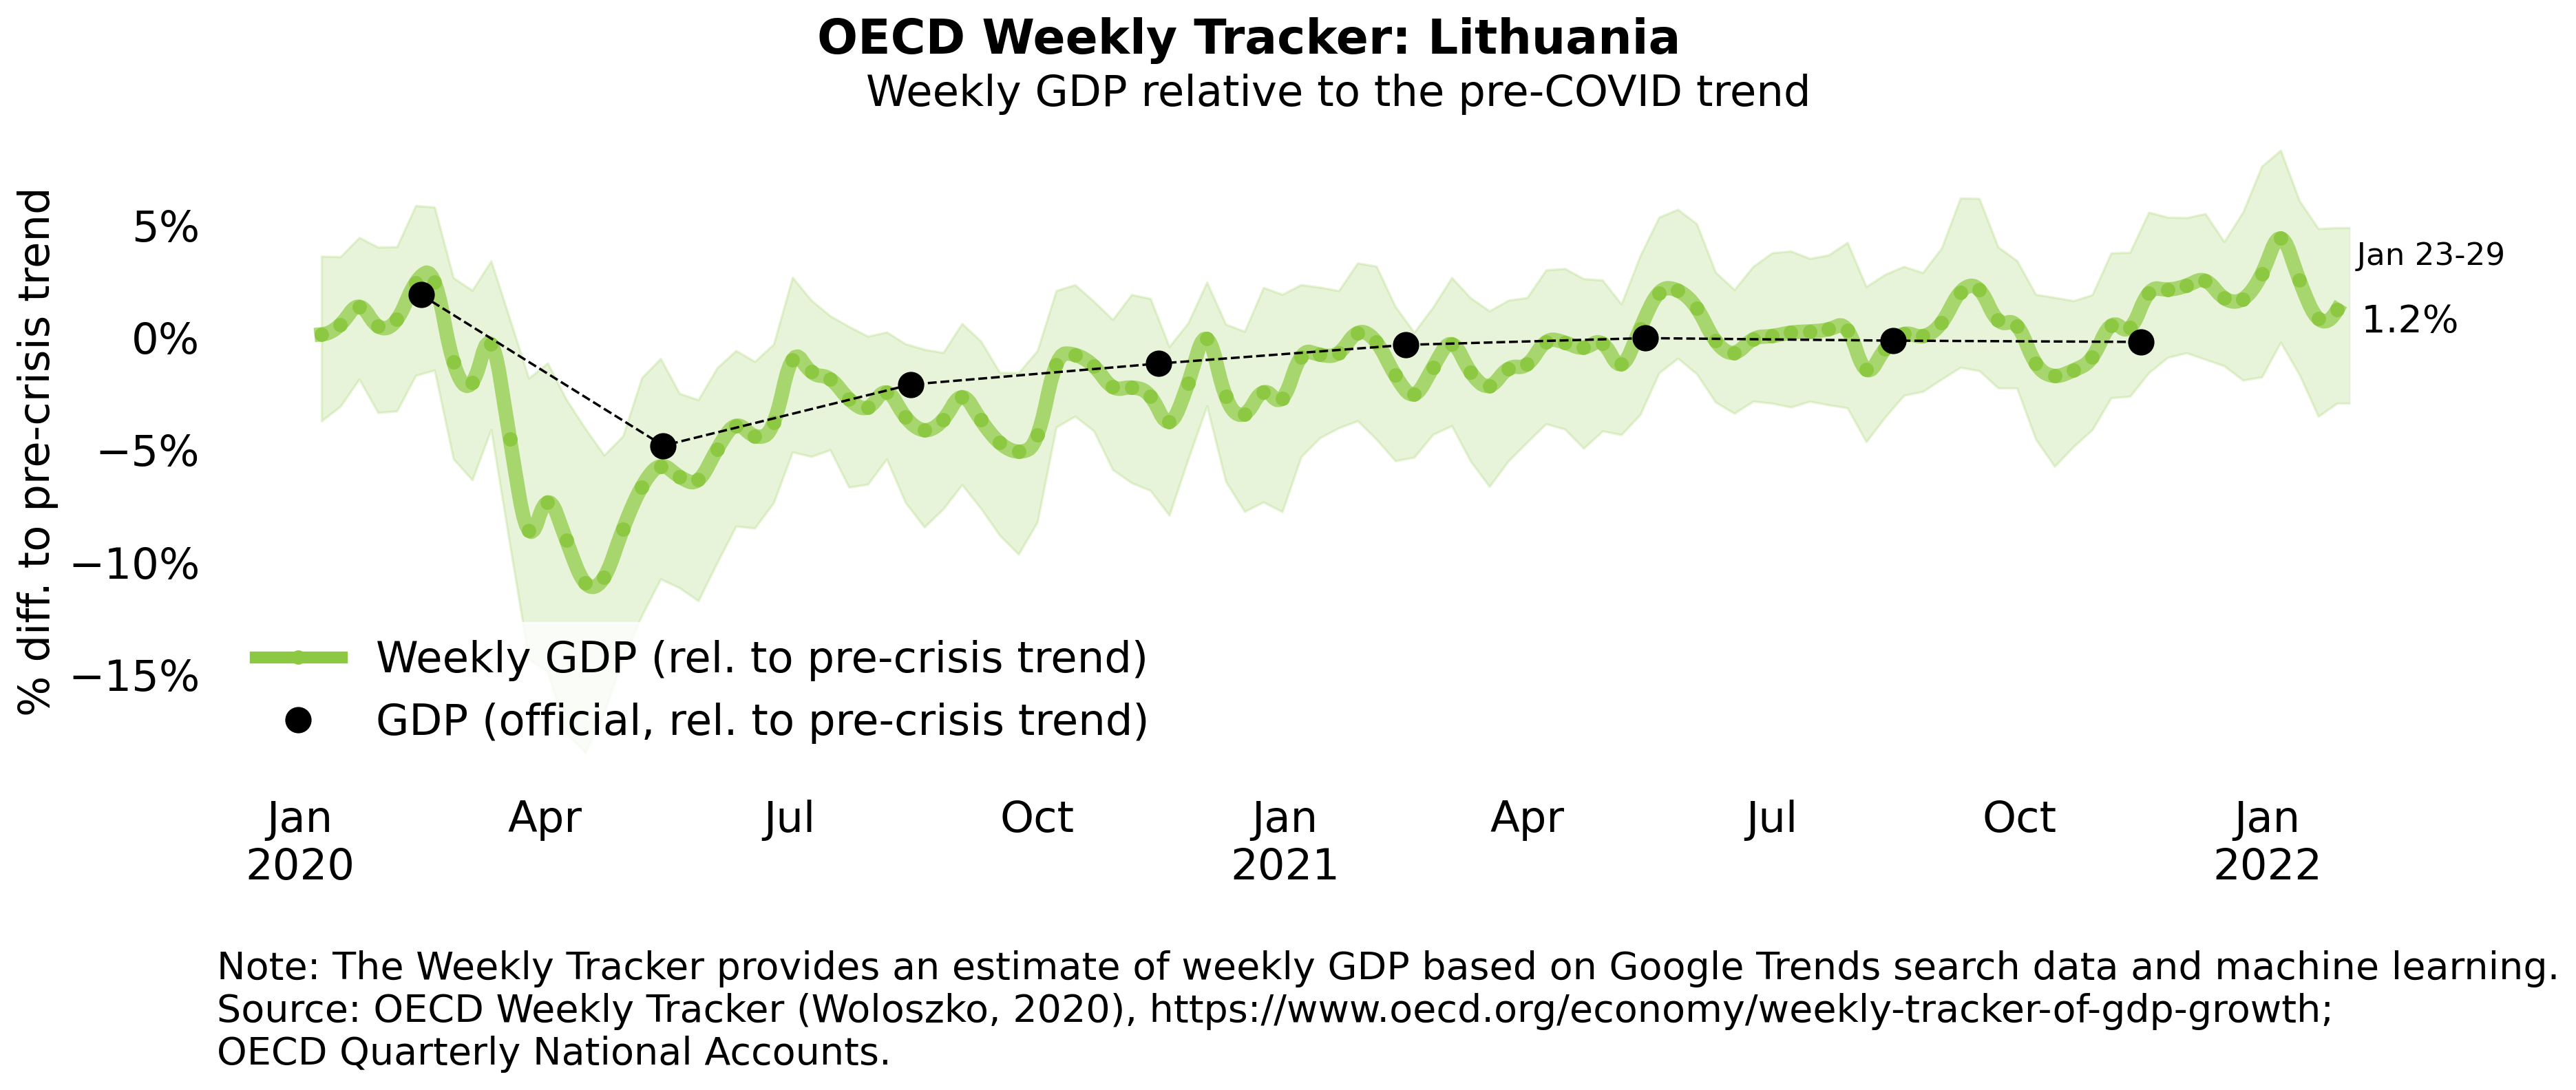 OECD Weekly Tracker: Lithuania
Weekly GDP relative to the pre-COVID trend
% diff. to pre-crisis trend
5%
0%
−5%
−10%
−15%
Jan 23-29
1.2%
Weekly GDP (rel. to pre-crisis trend)
GDP (official, rel. to pre-crisis trend)
Jan Apr Jul Oct Jan Apr Jul Oct Jan
2020 2021 2022
Note: The Weekly Tracker provides an estimate of weekly GDP based on Google Trends search data and machine learning.
Source: OECD Weekly Tracker (Woloszko, 2020), https://www.oecd.org/economy/weekly-tracker-of-gdp-growth;
OECD Quarterly National Accounts.